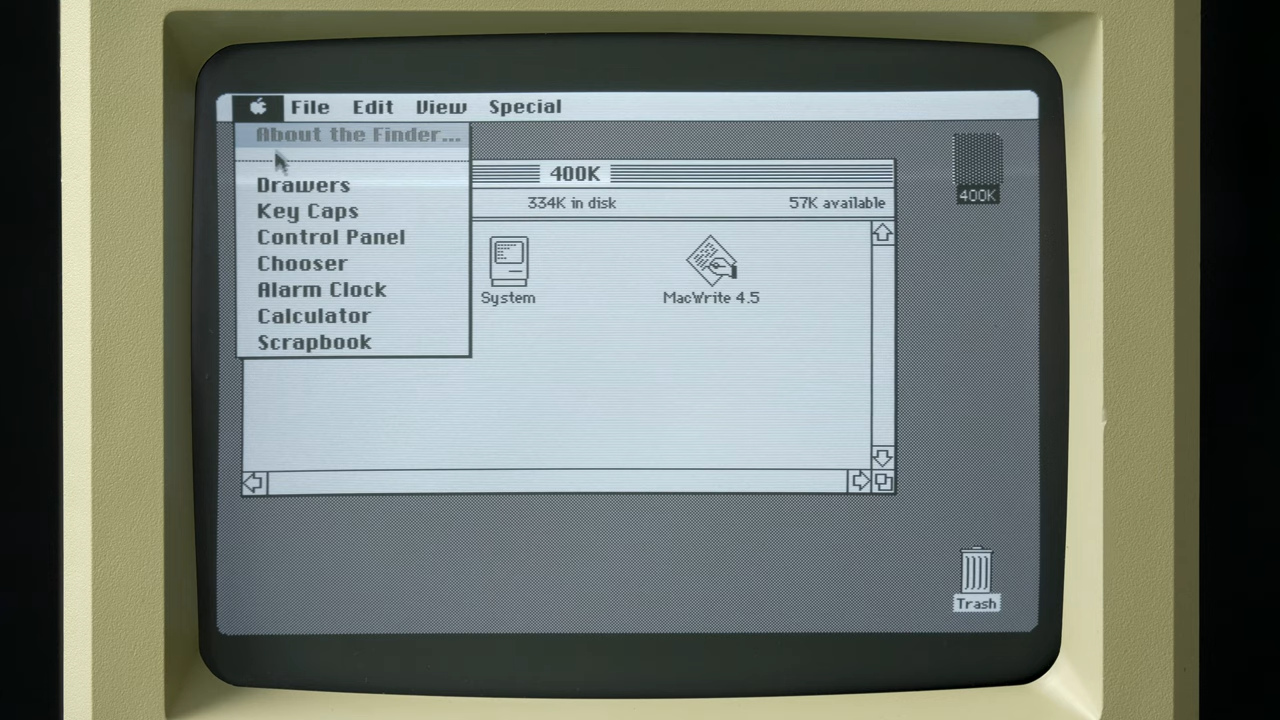 File Edit View Special
About the Finder...
Drawers
Key Caps
Control Panel
Chooser
Alarm Clock
Calculator
Scrapbook
400K
334K in disk 57K available
System MacWrite 4.5
400K
Trash